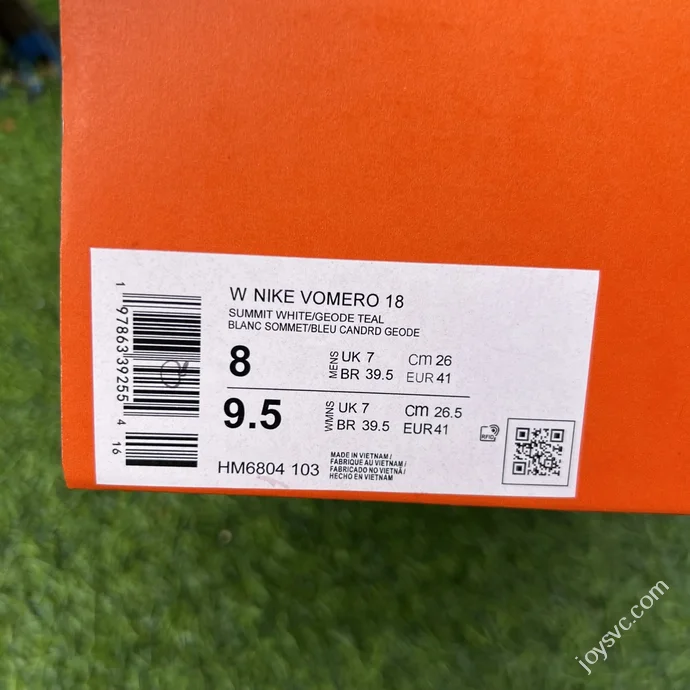 W NIKE VOMERO 18
SUMMIT WHITE/GEODE TEAL
BLANC SOMMET/BLEU CANDRD GEODE
8 MENS UK 7 Cm 26
BR 39.5 EUR 41
9.5 WMNS UK 7 Cm 26.5
BR 39.5 EUR 41
HM6804 103
MADE IN VIETNAM /
FABRIQUE AU VIETNAM /
FABRICADO NO VIETNÃ /
HECHO EN VIETNAM
RFID
1 97863 39255 4 16
joysvc.com